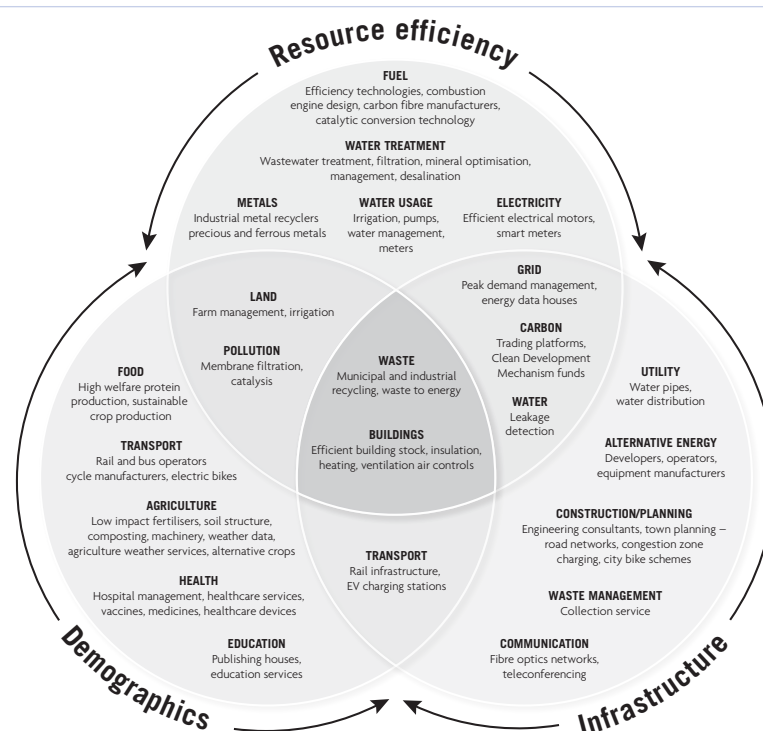 Resource efficiency
FUEL
Efficiency technologies, combustion
engine design, carbon fibre manufacturers,
catalytic conversion technology
WATER TREATMENT
Wastewater treatment, filtration, mineral optimisation,
management, desalination
METALS
Industrial metal recyclers
precious and ferrous metals
WATER USAGE
Irrigation, pumps,
water management,
meters
ELECTRICITY
Efficient electrical motors,
smart meters
GRID
Peak demand management,
energy data houses
LAND
Farm management, irrigation
CARBON
Trading platforms,
Clean Development
Mechanism funds
POLLUTION
Membrane filtration,
catalysis
WASTE
Municipal and industrial
recycling, waste to energy
WATER
Leakage
detection
BUILDINGS
Efficient building stock, insulation,
heating, ventilation air controls
FOOD
High welfare protein
production, sustainable
crop production
TRANSPORT
Rail and bus operators
cycle manufacturers, electric bikes
AGRICULTURE
Low impact fertilisers, soil structure,
composting, machinery, weather data,
agriculture weather services, alternative crops
HEALTH
Hospital management, healthcare services,
vaccines, medicines, healthcare devices
EDUCATION
Publishing houses,
education services
TRANSPORT
Rail infrastructure,
EV charging stations
UTILITY
Water pipes,
water distribution
ALTERNATIVE ENERGY
Developers, operators,
equipment manufacturers
CONSTRUCTION/PLANNING
Engineering consultants, town planning –
road networks, congestion zone
charging, city bike schemes
WASTE MANAGEMENT
Collection service
COMMUNICATION
Fibre optics networks,
teleconferencing
Demographics
Infrastructure